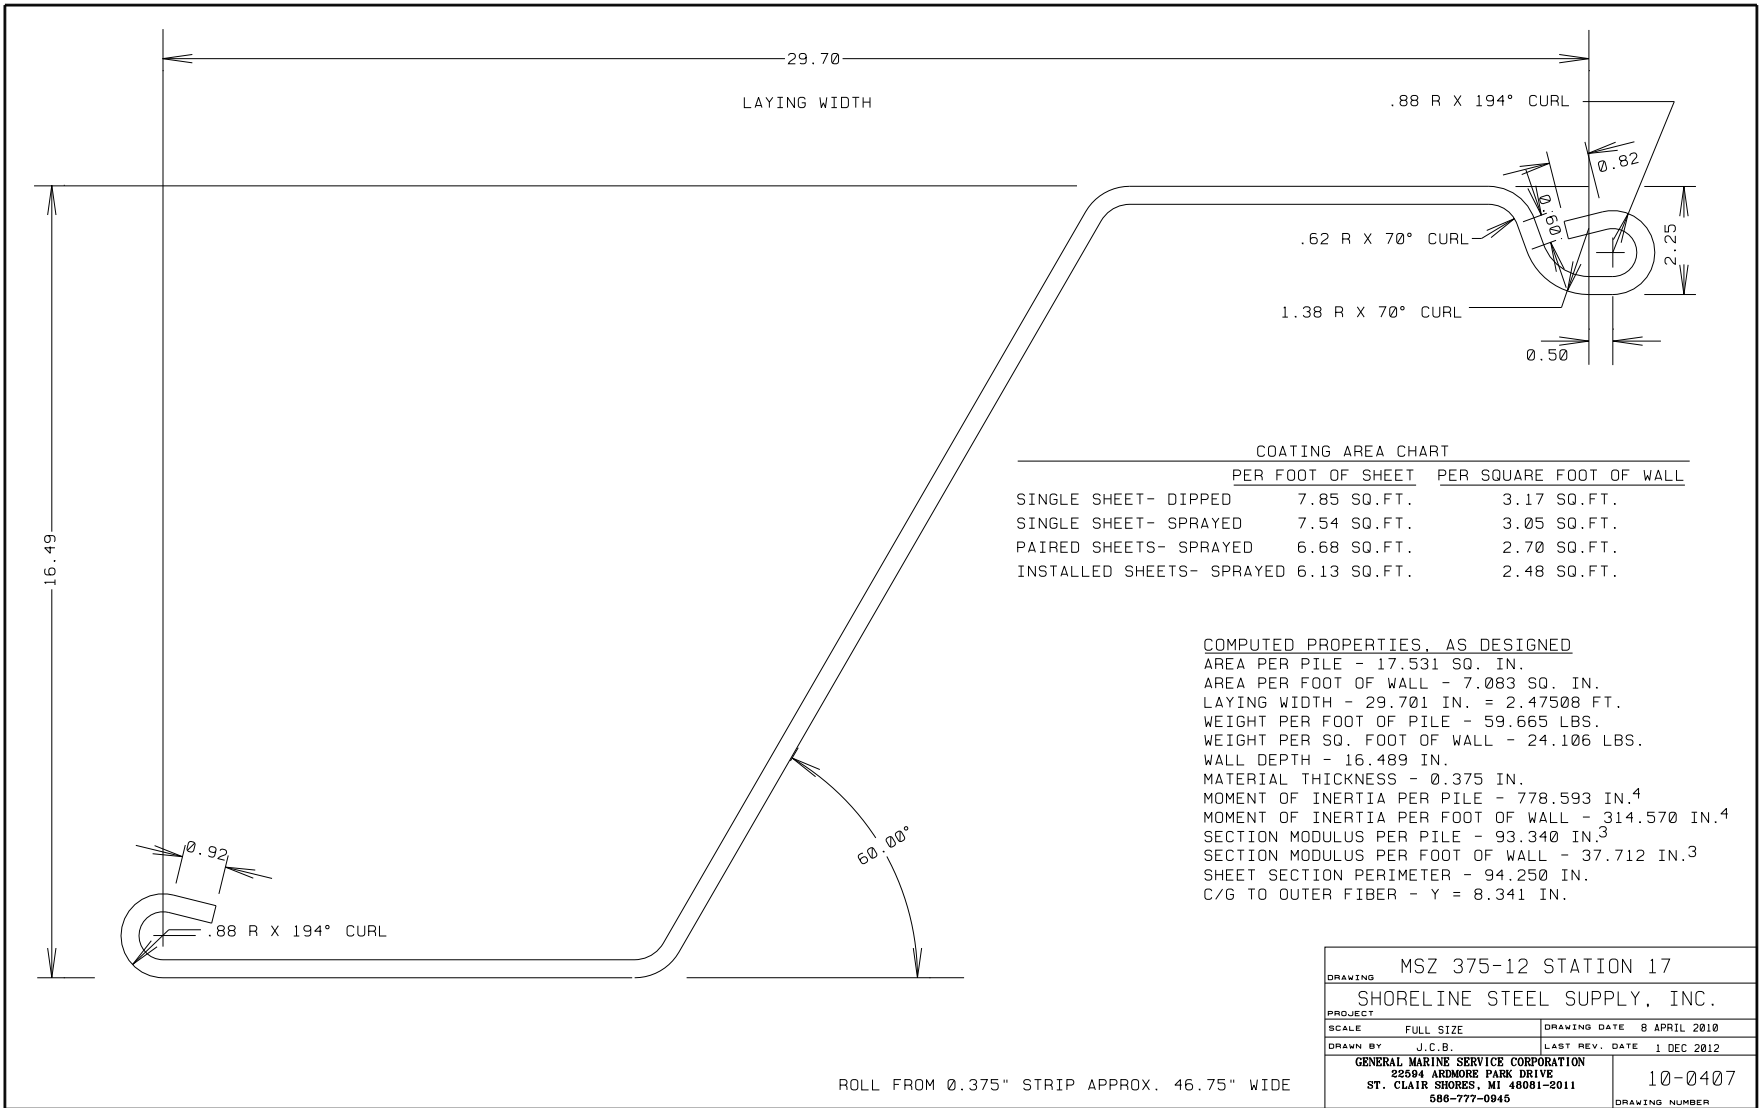 29.70
LAYING WIDTH
.88 R X 194° CURL
0.82
0.60
.62 R X 70° CURL
2.25
1.38 R X 70° CURL
0.50
16.49
COATING AREA CHART
PER FOOT OF SHEET PER SQUARE FOOT OF WALL
SINGLE SHEET- DIPPED 7.85 SQ.FT. 3.17 SQ.FT.
SINGLE SHEET- SPRAYED 7.54 SQ.FT. 3.05 SQ.FT.
PAIRED SHEETS- SPRAYED 6.68 SQ.FT. 2.70 SQ.FT.
INSTALLED SHEETS- SPRAYED 6.13 SQ.FT. 2.48 SQ.FT.
COMPUTED PROPERTIES, AS DESIGNED
AREA PER PILE - 17.531 SQ. IN.
AREA PER FOOT OF WALL - 7.083 SQ. IN.
LAYING WIDTH - 29.701 IN. = 2.47508 FT.
WEIGHT PER FOOT OF PILE - 59.665 LBS.
WEIGHT PER SQ. FOOT OF WALL - 24.106 LBS.
WALL DEPTH - 16.489 IN.
MATERIAL THICKNESS - 0.375 IN.
MOMENT OF INERTIA PER PILE - 778.593 IN.4
MOMENT OF INERTIA PER FOOT OF WALL - 314.570 IN.4
SECTION MODULUS PER PILE - 93.340 IN.3
SECTION MODULUS PER FOOT OF WALL - 37.712 IN.3
SHEET SECTION PERIMETER - 94.250 IN.
C/G TO OUTER FIBER - Y = 8.341 IN.
60.00°
0.92
.88 R X 194° CURL
ROLL FROM 0.375" STRIP APPROX. 46.75" WIDE
DRAWING MSZ 375-12 STATION 17
SHORELINE STEEL SUPPLY, INC.
PROJECT
SCALE FULL SIZE DRAWING DATE 8 APRIL 2010
DRAWN BY J.C.B. LAST REV. DATE 1 DEC 2012
GENERAL MARINE SERVICE CORPORATION
22594 ARDMORE PARK DRIVE
ST. CLAIR SHORES, MI 48081-2011
586-777-0945
10-0407
DRAWING NUMBER